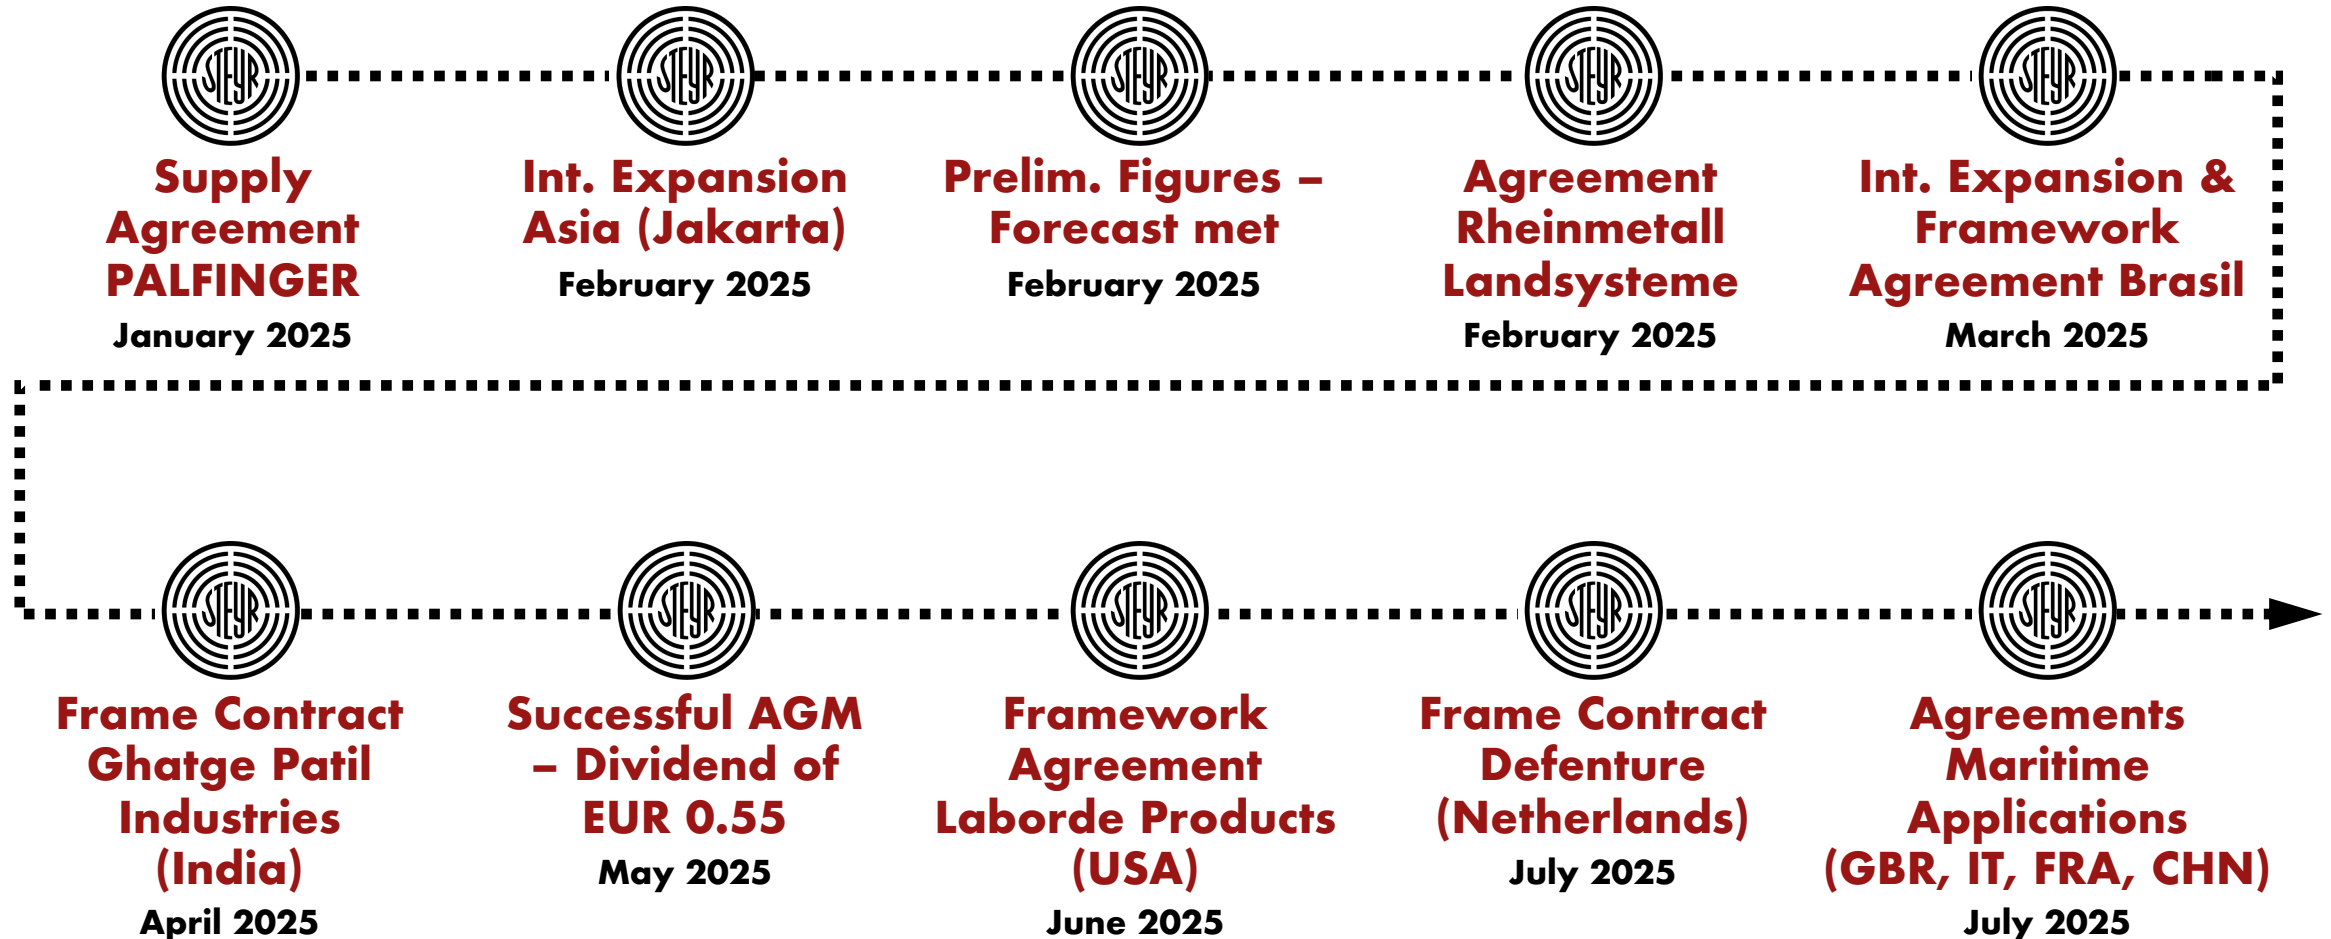 STEYR
STEYR
STEYR
STEYR
STEYR
Supply
Agreement
PALFINGER
January 2025
Int. Expansion
Asia (Jakarta)
February 2025
Prelim. Figures –
Forecast met
February 2025
Agreement
Rheinmetall
Landsysteme
February 2025
Int. Expansion &
Framework
Agreement Brasil
March 2025
STEYR
STEYR
STEYR
STEYR
STEYR
Frame Contract
Ghatge Patil
Industries
(India)
April 2025
Successful AGM
– Dividend of
EUR 0.55
May 2025
Framework
Agreement
Laborde Products
(USA)
June 2025
Frame Contract
Defenture
(Netherlands)
July 2025
Agreements
Maritime
Applications
(GBR, IT, FRA, CHN)
July 2025